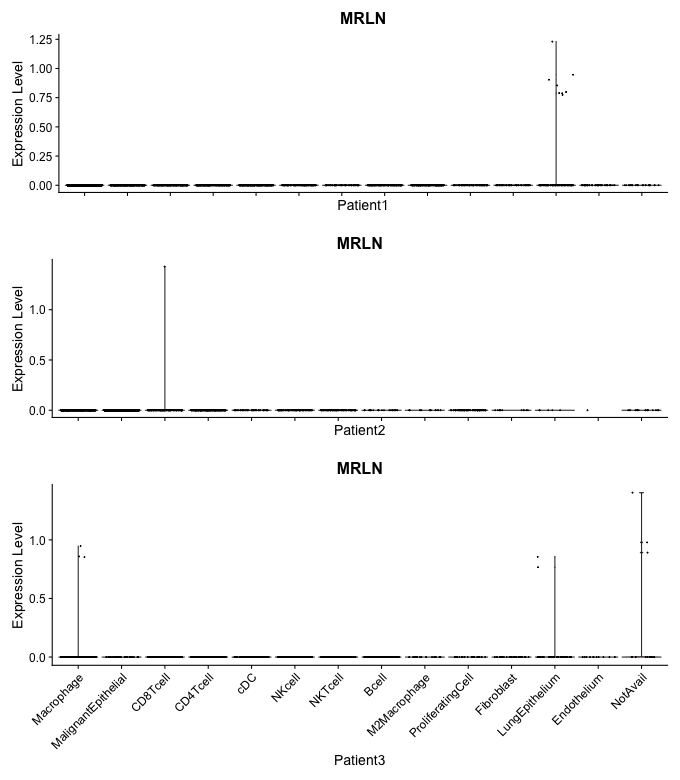 MRLN
Expression Level
1.25
1.00
0.75
0.50
0.25
0.00
Patient1
MRLN
Expression Level
1.0
0.5
0.0
Patient2
MRLN
Expression Level
1.0
0.5
0.0
Macrophage
MalignantEpithelial
CD8Tcell
CD4Tcell
cDC
NKcell
NKTcell
Bcell
M2Macrophage
ProliferatingCell
Fibroblast
LungEpithelium
Endothelium
NotAvail
Patient3